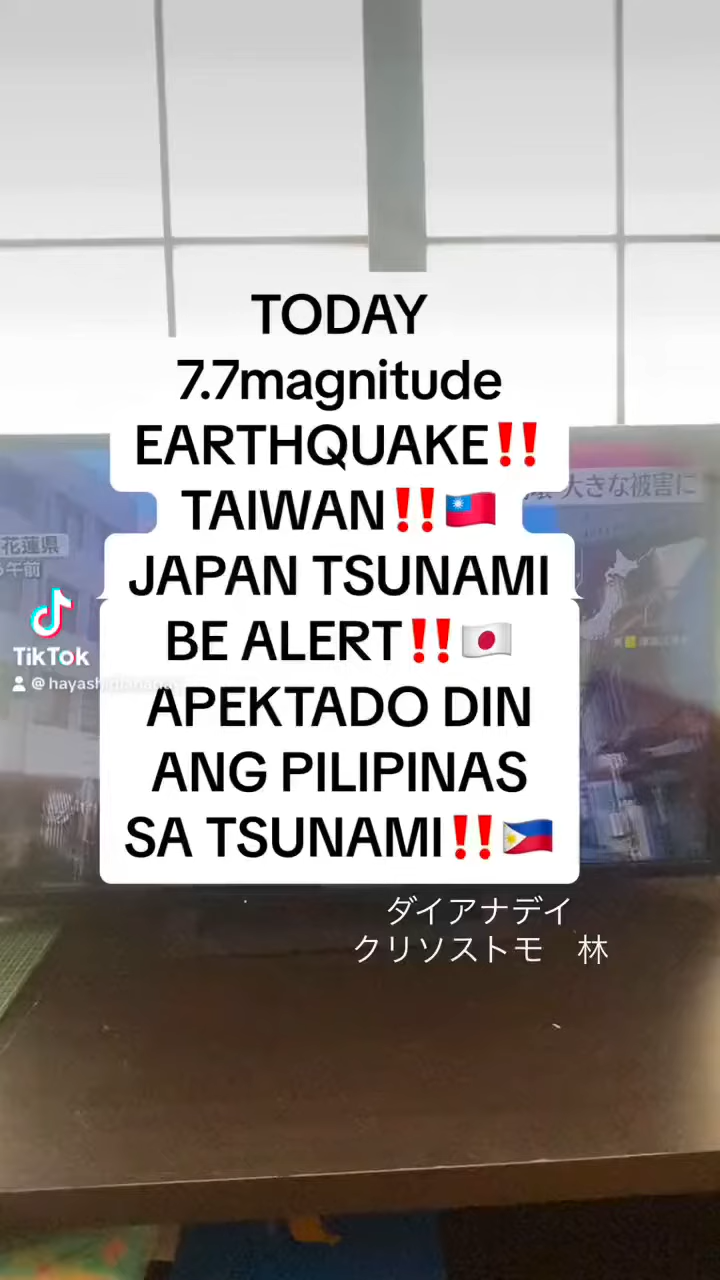 TODAY
7.7magnitude
EARTHQUAKE‼️
TAIWAN‼️🇹🇼
JAPAN TSUNAMI
BE ALERT‼️🇯🇵
APEKTADO DIN
ANG PILIPINAS
SA TSUNAMI‼️🇵🇭
大きな被害に
花蓮県
午前
TikTok
ダイアナデイ
クリソストモ 林